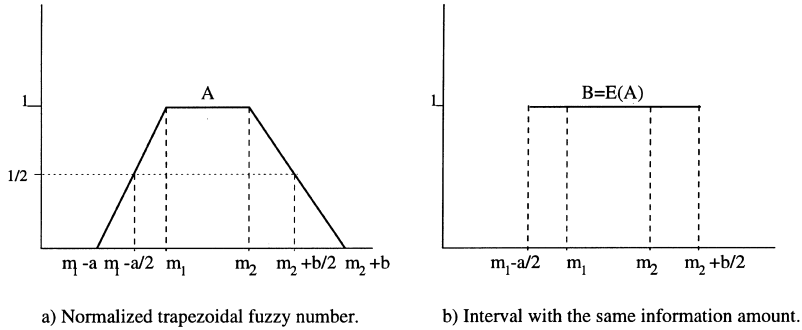 A
1
1/2
m1-a m1-a/2 m1 m2 m2+b/2 m2+b
a) Normalized trapezoidal fuzzy number.
B=E(A)
1
m1-a/2 m1 m2 m2+b/2
b) Interval with the same information amount.